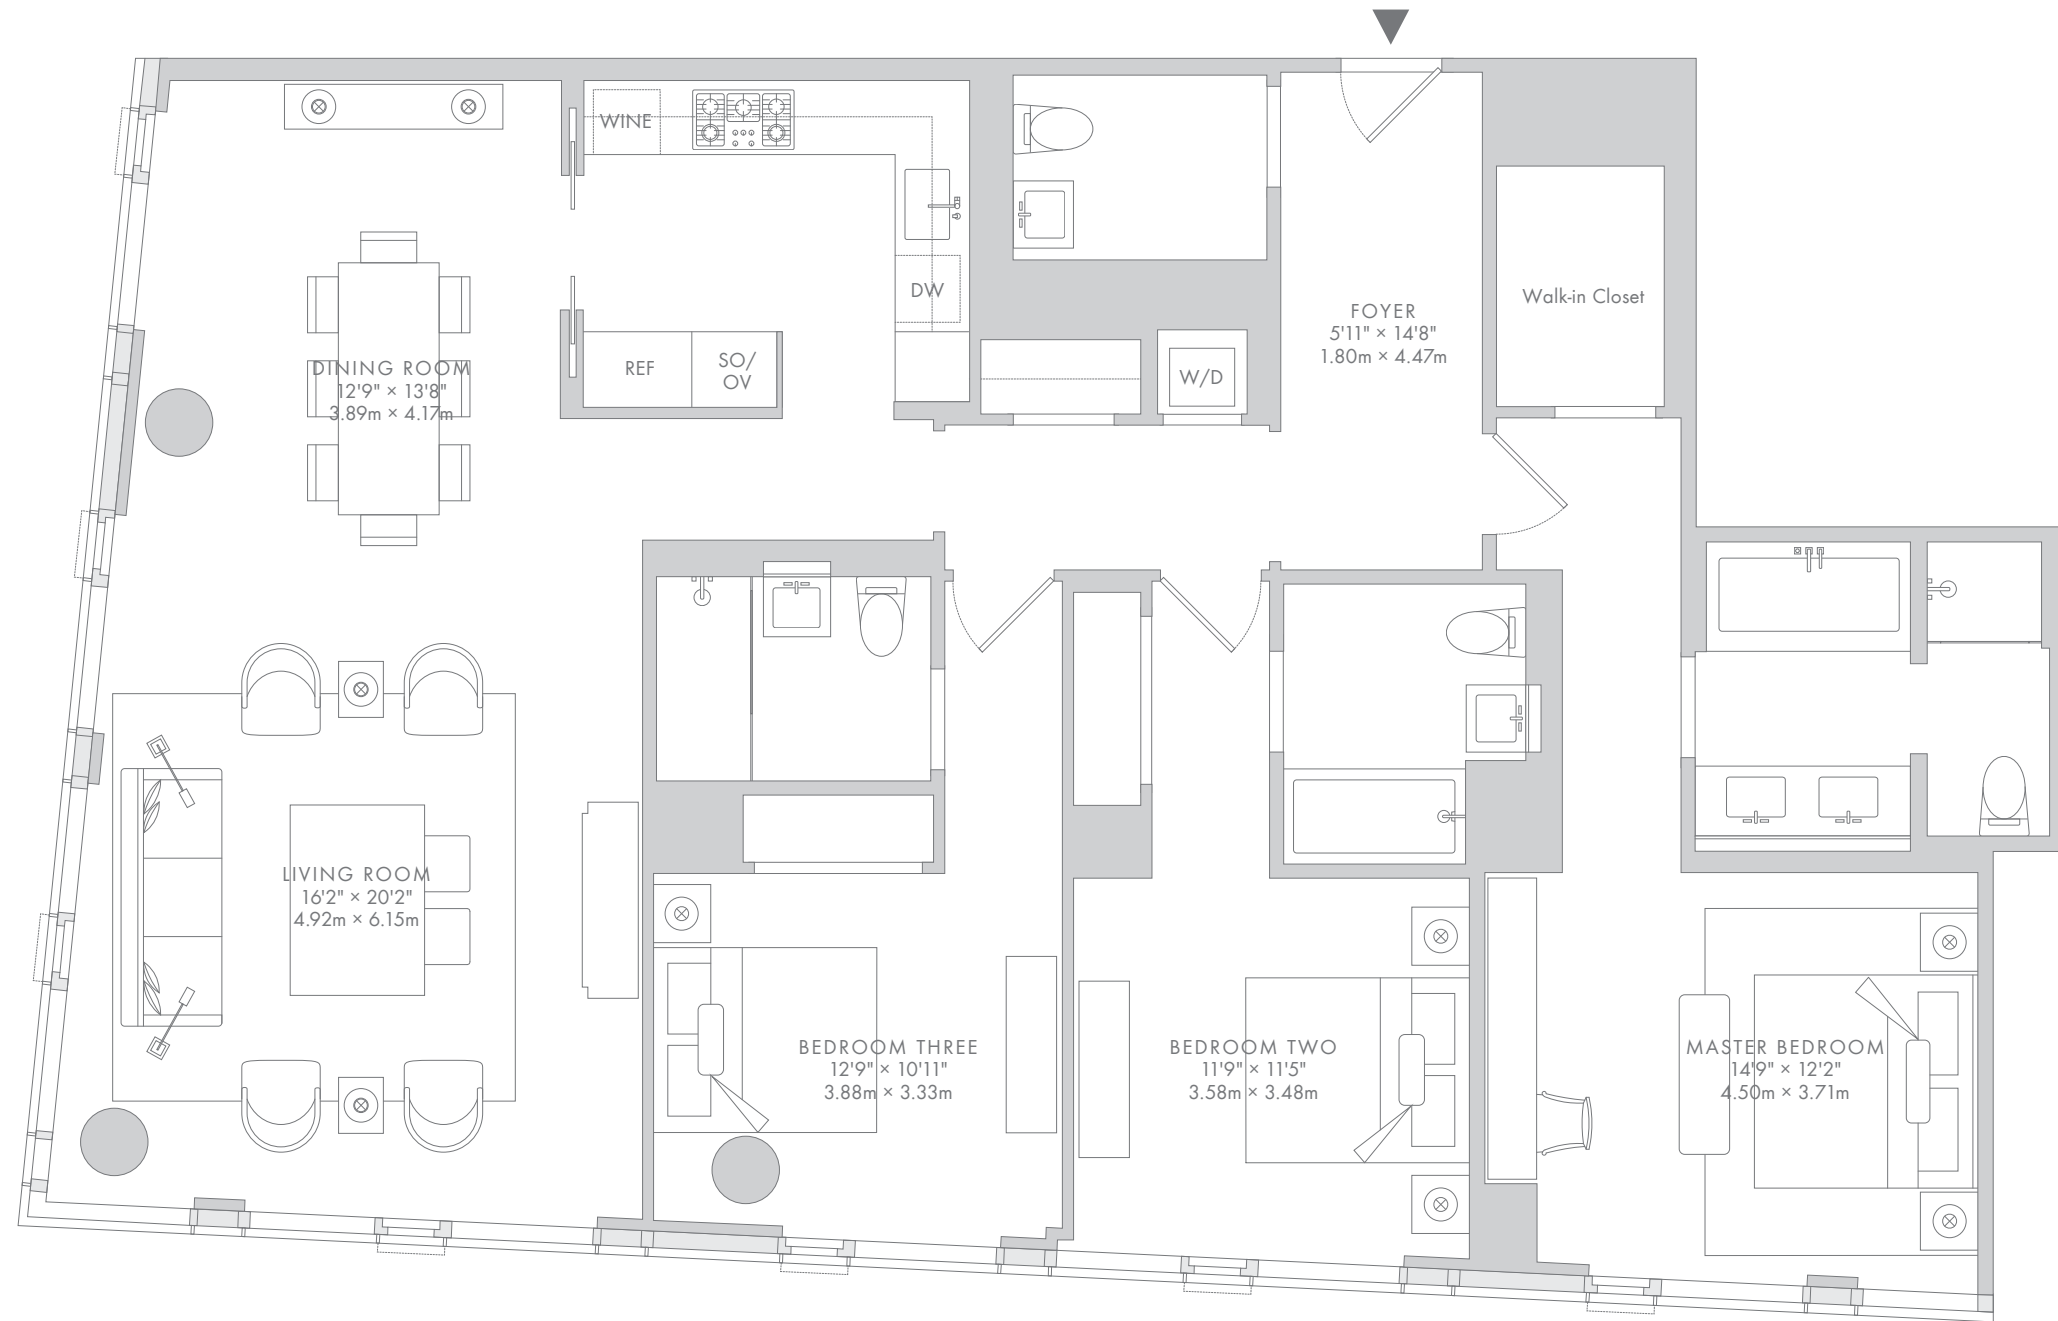 WINE
DW
REF
SO/
OV
W/D
FOYER
5'11" × 14'8"
1.80m × 4.47m
Walk-in Closet
DINING ROOM
12'9" × 13'8"
3.89m × 4.17m
LIVING ROOM
16'2" × 20'2"
4.92m × 6.15m
BEDROOM THREE
12'9" × 10'11"
3.88m × 3.33m
BEDROOM TWO
11'9" × 11'5"
3.58m × 3.48m
MASTER BEDROOM
14'9" × 12'2"
4.50m × 3.71m